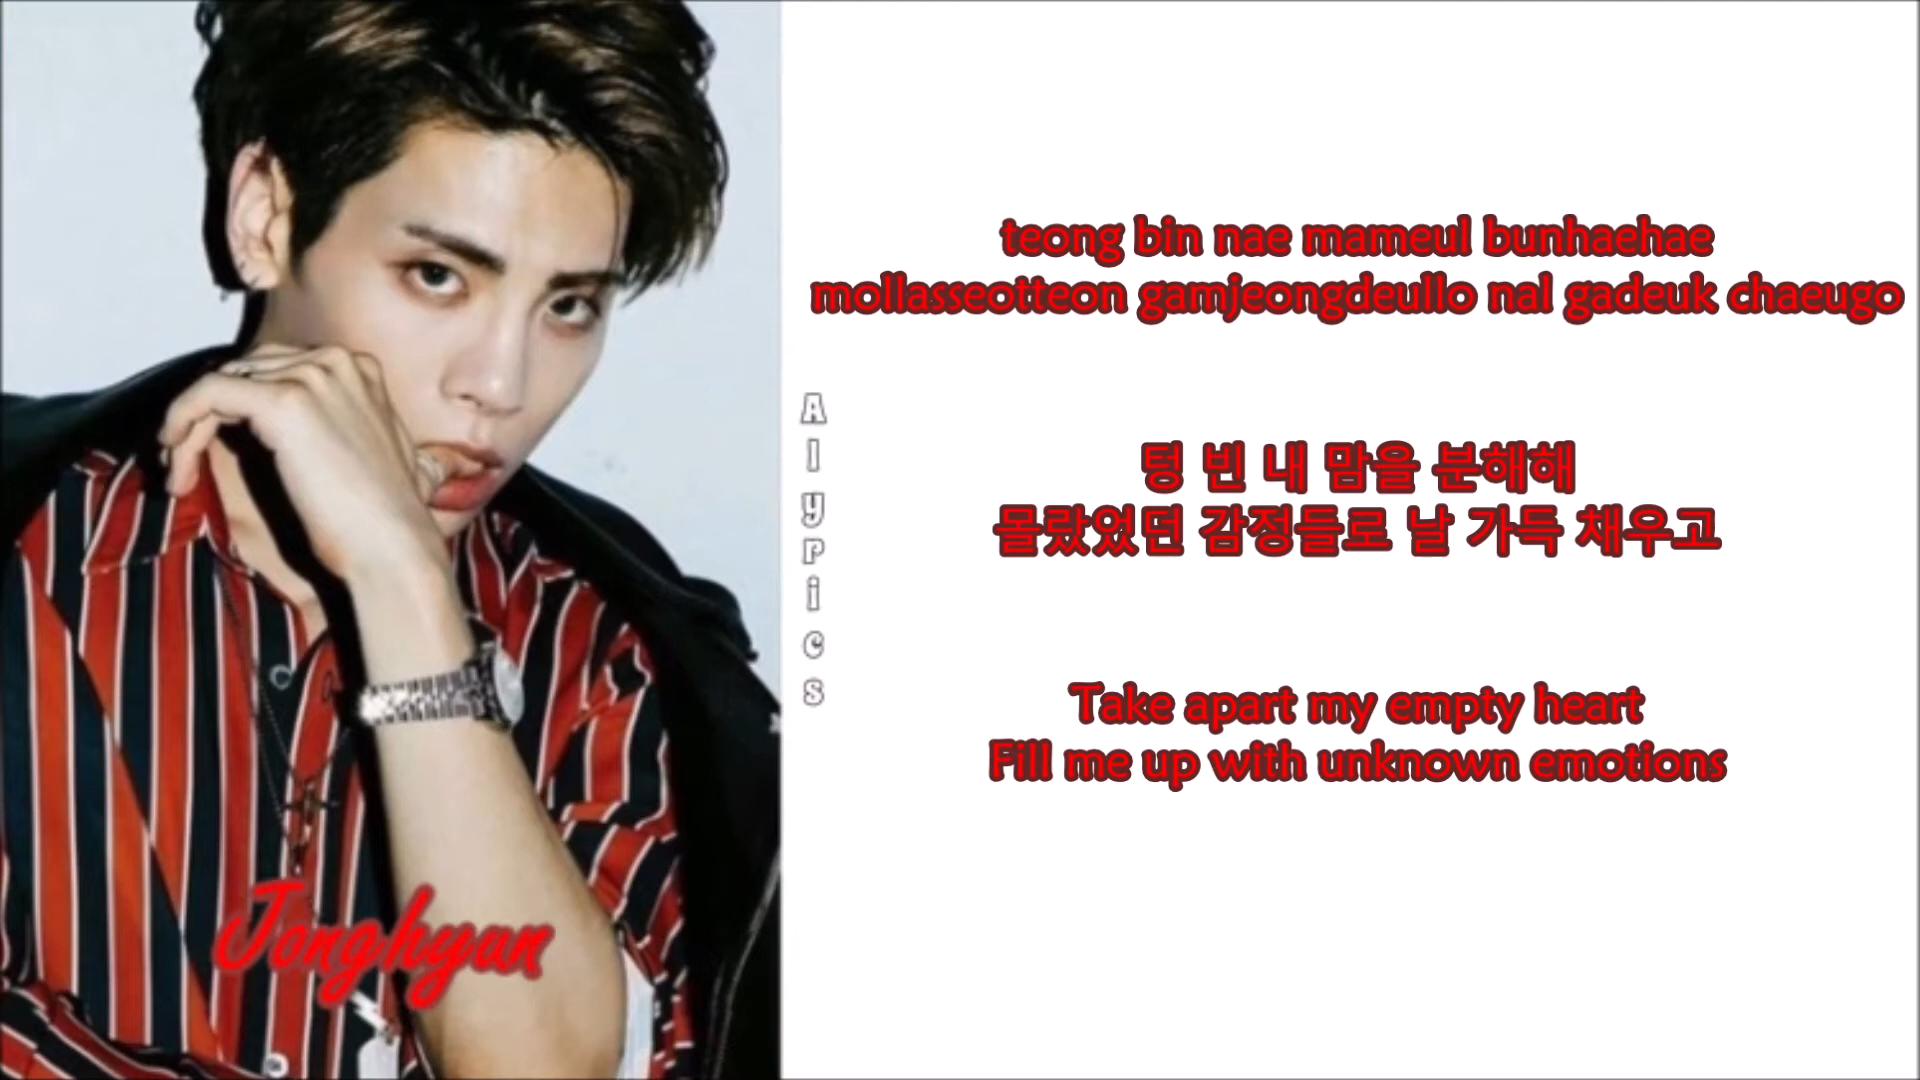 teong bin nae mameul bunhaehae
mollasseotteon gamjeongdeullo nal gadeuk chaeugo
텅 빈 내 맘을 분해해
몰랐었던 감정들로 날 가득 채우고
Take apart my empty heart
Fill me up with unknown emotions
Alypics
Jonghyun